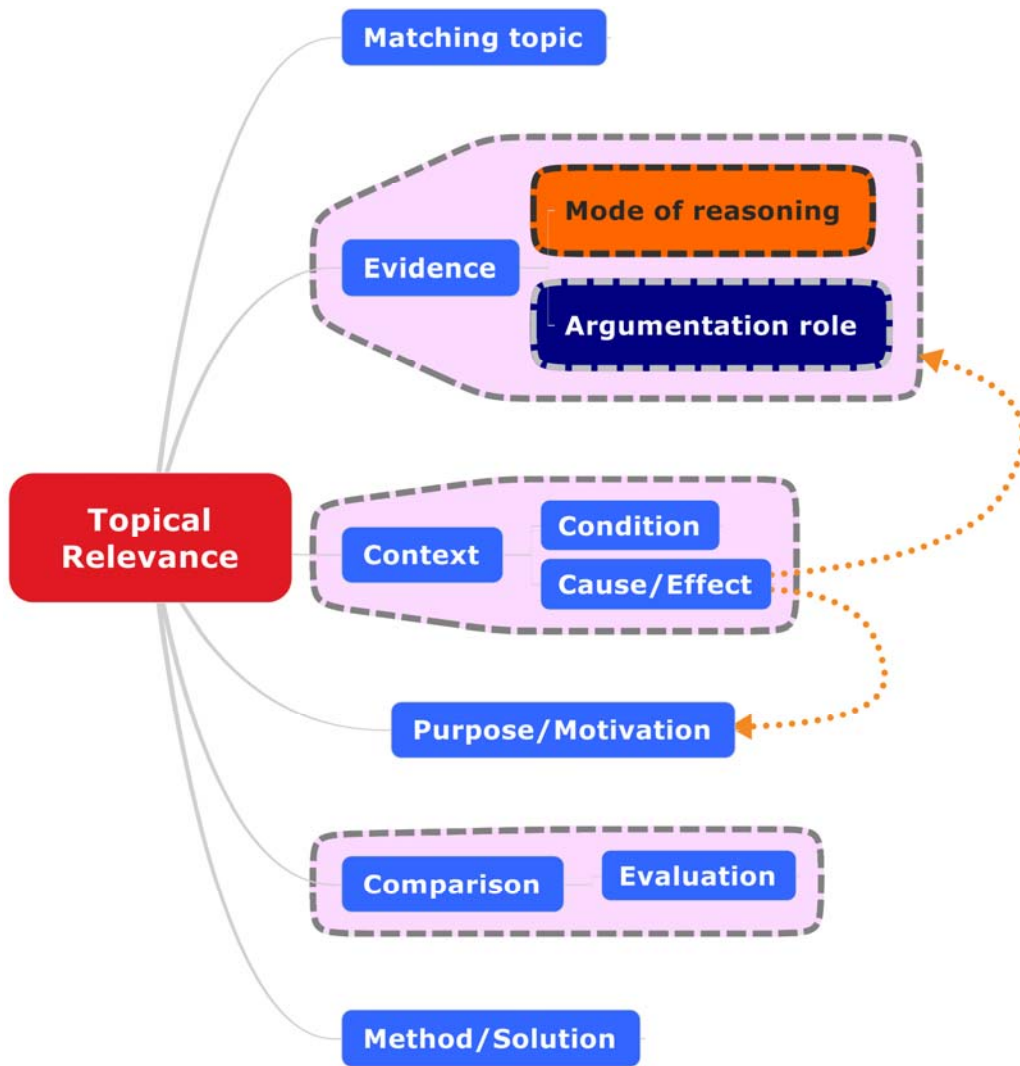 Matching topic
Mode of reasoning
Evidence
Argumentation role
Topical
Relevance
Context
Condition
Cause/Effect
Purpose/Motivation
Comparison
Evaluation
Method/Solution